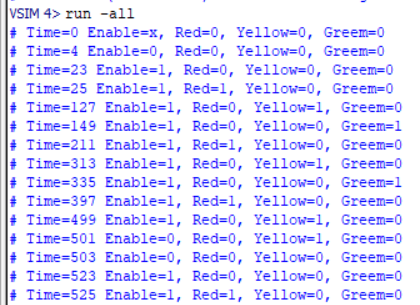 VSIM 4> run -all
# Time=0 Enable=x, Red=0, Yellow=0, Greem=0
# Time=4 Enable=0, Red=0, Yellow=0, Greem=0
# Time=23 Enable=1, Red=0, Yellow=0, Greem=0
# Time=25 Enable=1, Red=1, Yellow=0, Greem=0
# Time=127 Enable=1, Red=0, Yellow=1, Greem=0
# Time=149 Enable=1, Red=0, Yellow=0, Greem=1
# Time=211 Enable=1, Red=1, Yellow=0, Greem=0
# Time=313 Enable=1, Red=0, Yellow=1, Greem=0
# Time=335 Enable=1, Red=0, Yellow=0, Greem=1
# Time=397 Enable=1, Red=1, Yellow=0, Greem=0
# Time=499 Enable=1, Red=0, Yellow=1, Greem=0
# Time=501 Enable=0, Red=0, Yellow=1, Greem=0
# Time=503 Enable=0, Red=0, Yellow=0, Greem=0
# Time=523 Enable=1, Red=0, Yellow=0, Greem=0
# Time=525 Enable=1, Red=1, Yellow=0, Greem=0